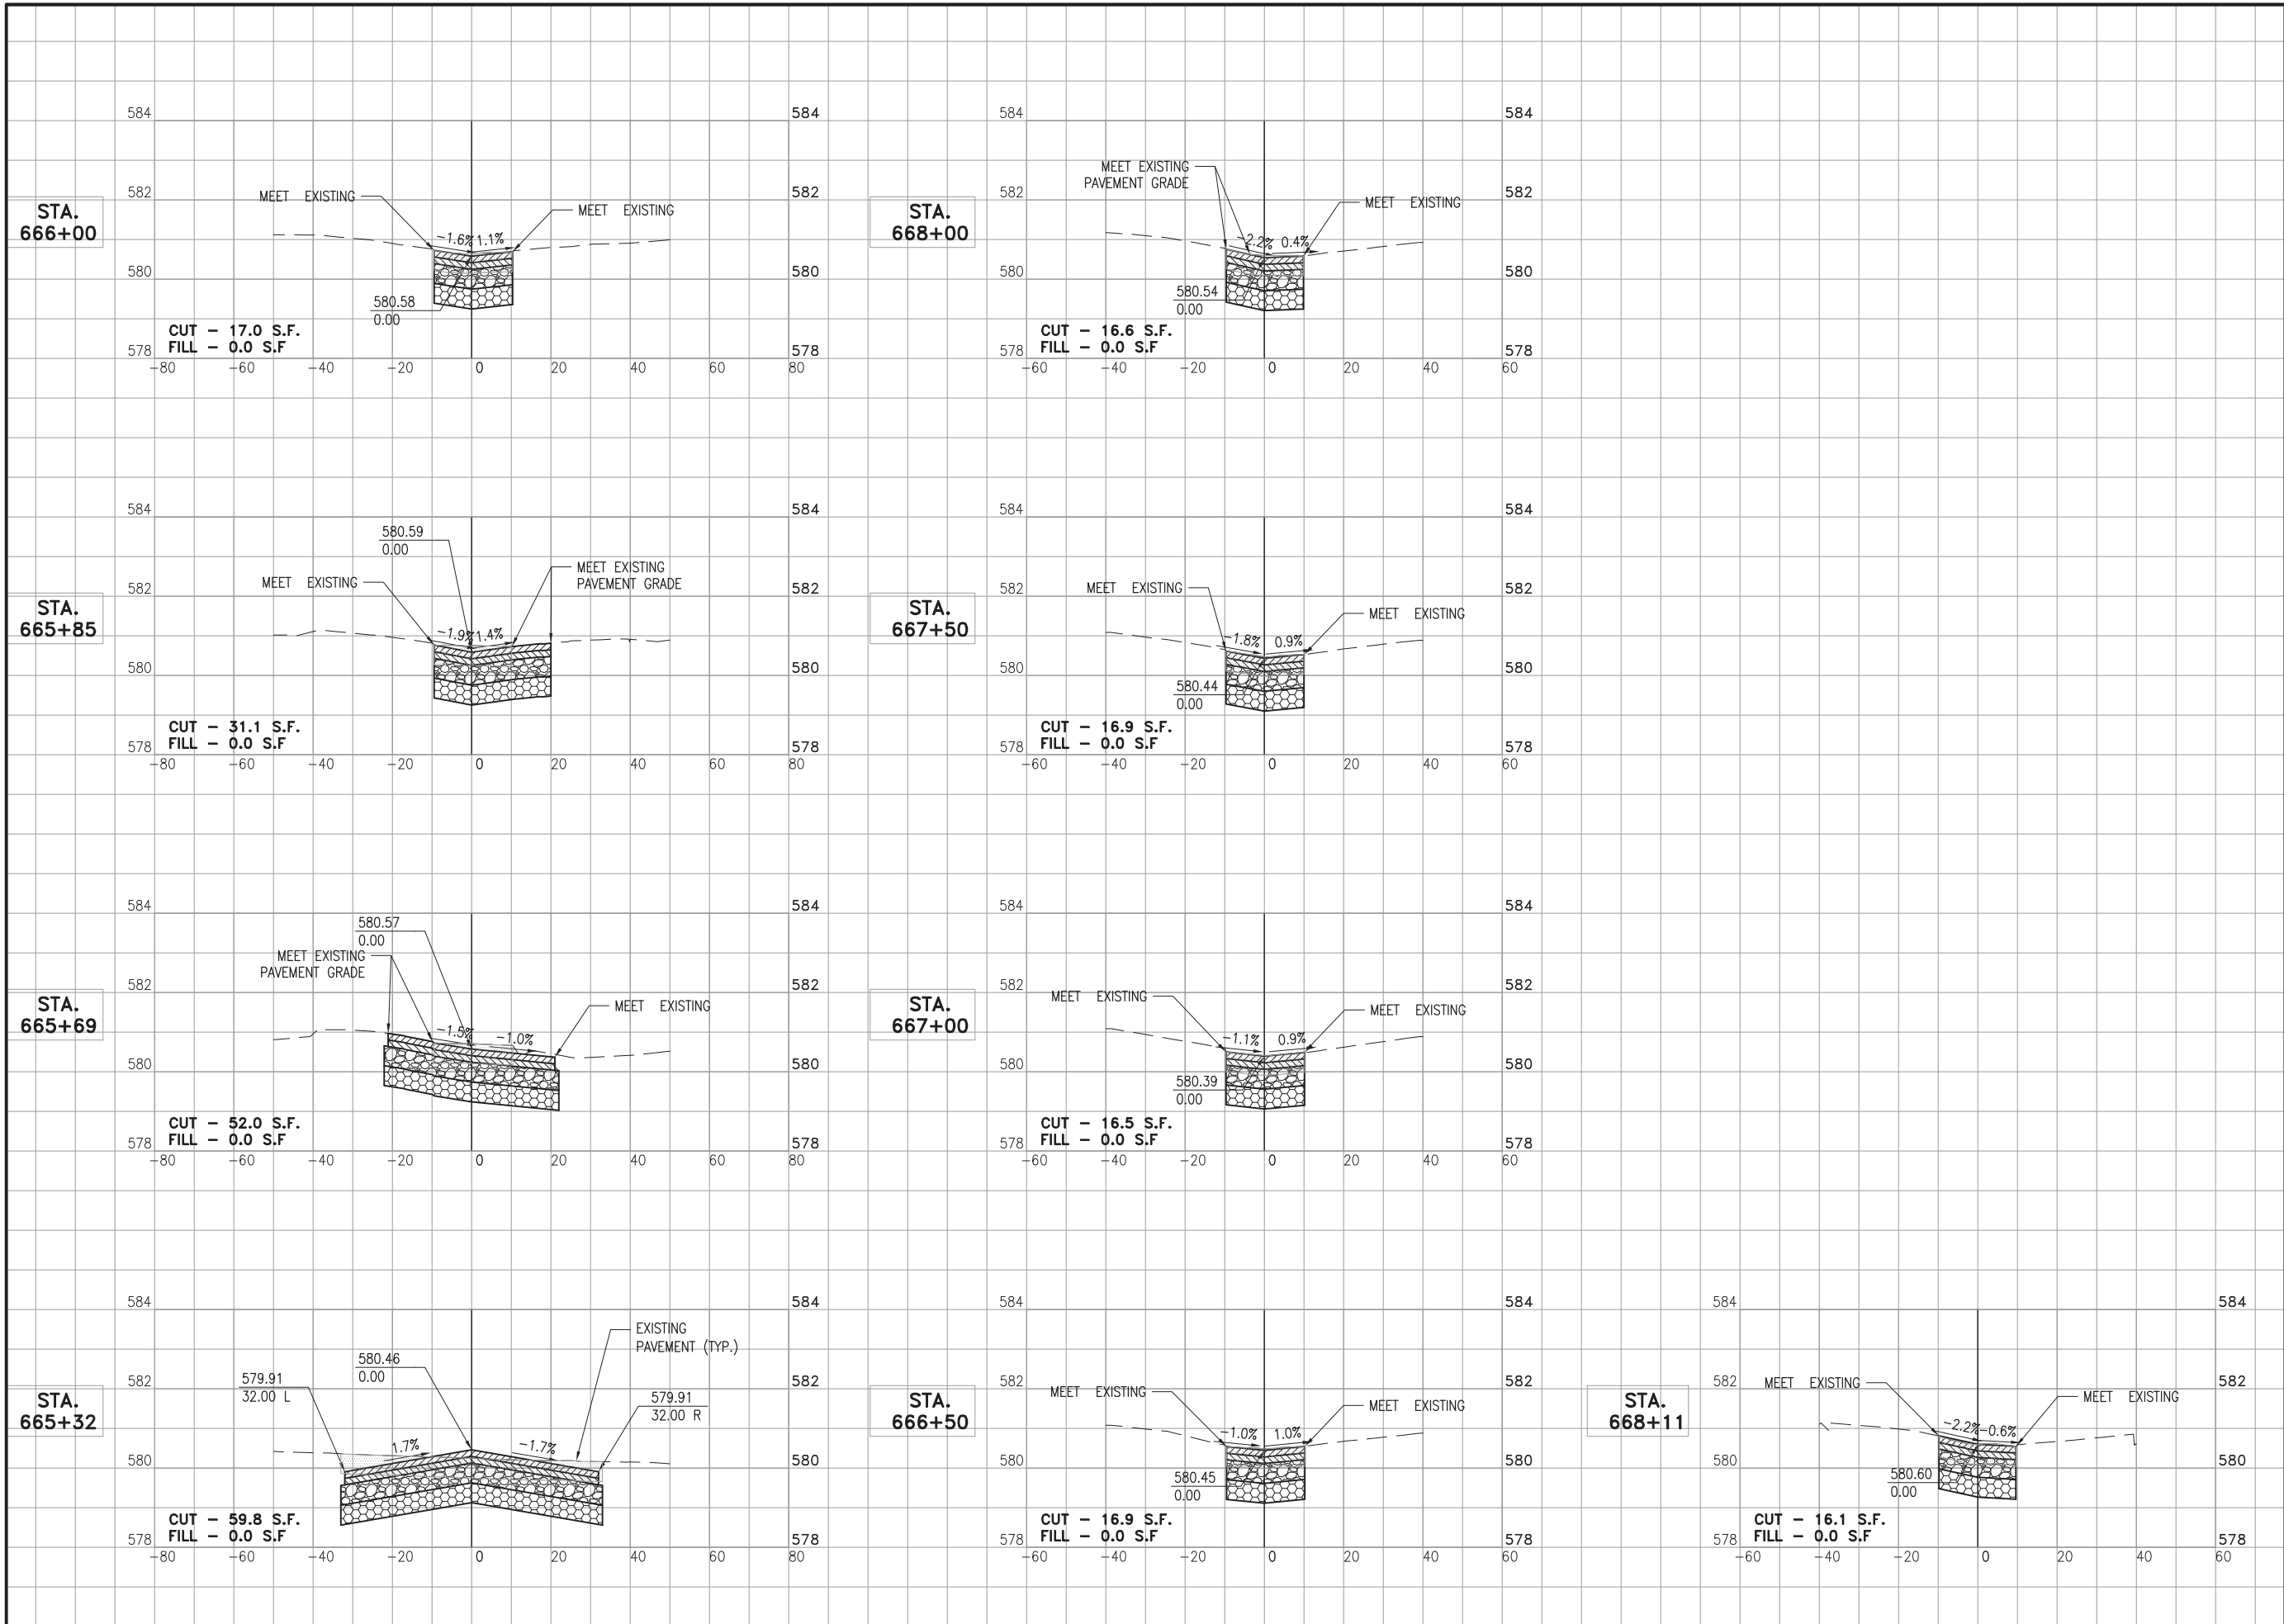 584
584
582
582
580
580
578
578
STA.
666+00
MEET EXISTING
MEET EXISTING
-1.6% 1.1%
580.58
0.00
CUT - 17.0 S.F.
FILL - 0.0 S.F
-80 -60 -40 -20 0 20 40 60 80
584
584
582
582
580
580
578
578
STA.
668+00
MEET EXISTING
PAVEMENT GRADE
MEET EXISTING
-2.2% 0.4%
580.54
0.00
CUT - 16.6 S.F.
FILL - 0.0 S.F
-60 -40 -20 0 20 40 60
584
584
582
582
580
580
578
578
STA.
665+85
580.59
0.00
MEET EXISTING
MEET EXISTING
PAVEMENT GRADE
-1.9% 1.4%
CUT - 31.1 S.F.
FILL - 0.0 S.F
-80 -60 -40 -20 0 20 40 60 80
584
584
582
582
580
580
578
578
STA.
667+50
MEET EXISTING
MEET EXISTING
-1.8% 0.9%
580.44
0.00
CUT - 16.9 S.F.
FILL - 0.0 S.F
-60 -40 -20 0 20 40 60
584
584
582
582
580
580
578
578
STA.
665+69
580.57
0.00
MEET EXISTING
PAVEMENT GRADE
MEET EXISTING
-1.5%
-1.0%
CUT - 52.0 S.F.
FILL - 0.0 S.F
-80 -60 -40 -20 0 20 40 60 80
584
584
582
582
580
580
578
578
STA.
667+00
MEET EXISTING
MEET EXISTING
-1.1% 0.9%
580.39
0.00
CUT - 16.5 S.F.
FILL - 0.0 S.F
-60 -40 -20 0 20 40 60
584
584
582
582
580
580
578
578
STA.
665+32
EXISTING
PAVEMENT (TYP.)
580.46
0.00
579.91
32.00 L
579.91
32.00 R
1.7%
-1.7%
CUT - 59.8 S.F.
FILL - 0.0 S.F
-80 -60 -40 -20 0 20 40 60 80
584
584
582
582
580
580
578
578
STA.
666+50
MEET EXISTING
MEET EXISTING
-1.0% 1.0%
580.45
0.00
CUT - 16.9 S.F.
FILL - 0.0 S.F
-60 -40 -20 0 20 40 60
584
584
582
582
580
580
578
578
STA.
668+11
MEET EXISTING
MEET EXISTING
-2.2% -0.6%
580.60
0.00
CUT - 16.1 S.F.
FILL - 0.0 S.F
-60 -40 -20 0 20 40 60